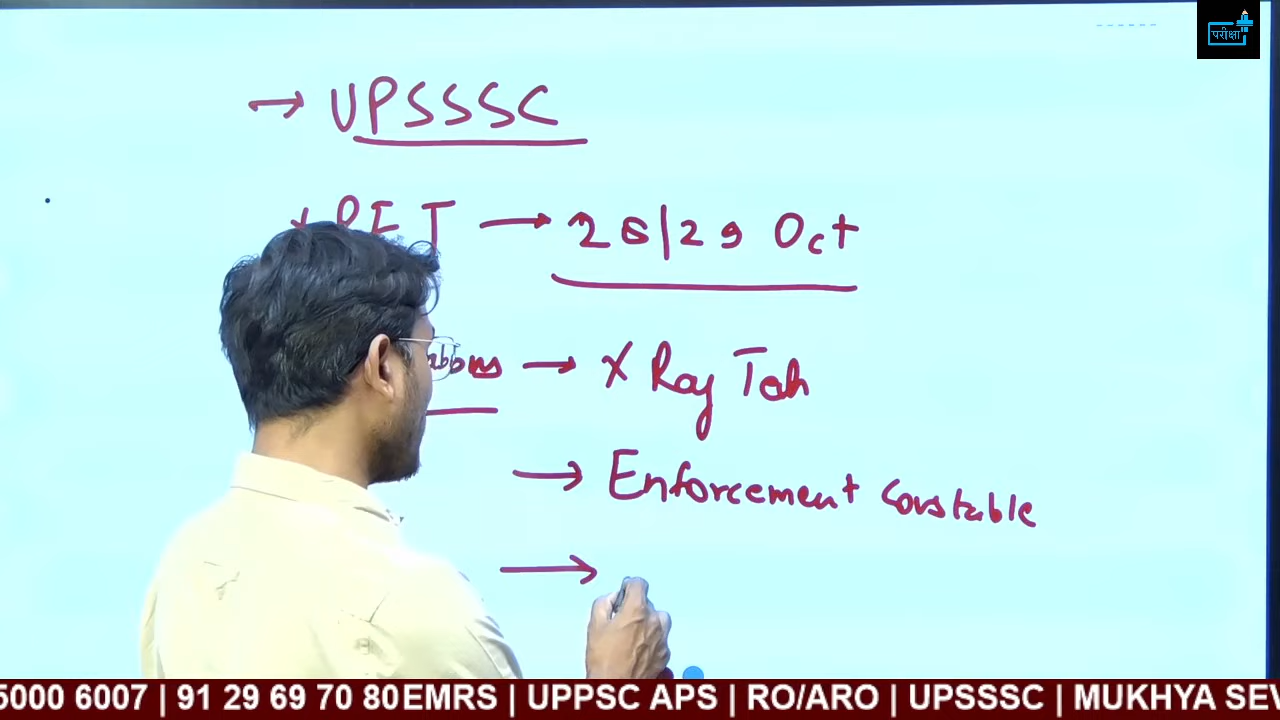 परीक्षा
→ UPSSSC
PET → 28/29 Oct
→ X Ray Tech
→ Enforcement Constable
→
5000 6007 | 91 29 69 70 80EMRS | UPPSC APS | RO/ARO | UPSSSC | MUKHYA SEV